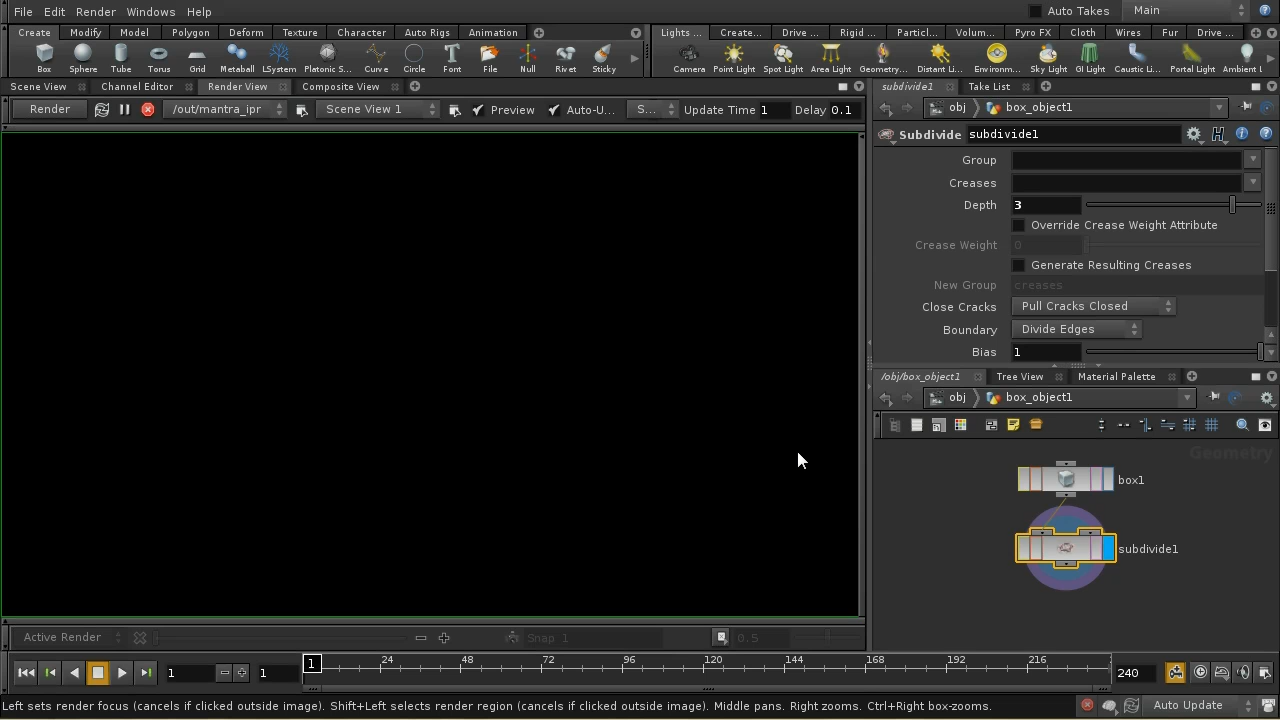 File Edit Render Windows Help Auto Takes Main
Create Modify Model Polygon Deform Texture Character Auto Rigs Animation Lights ... Create... Drive ... Rigid ... Particl... Volum... Pyro FX Cloth Wires Fur Drive ...
Box Sphere Tube Torus Grid Metaball LSystem Platonic S... Curve Circle Font File Null Rivet Sticky Camera Point Light Spot Light Area Light Geometry... Distant Li... Environm... Sky Light GI Light Caustic Li... Portal Light Ambient l
Scene View Channel Editor Render View Composite View subdivide1 Take List
Render /out/mantra_ipr Scene View 1 Preview Auto-U... S... Update Time 1 Delay 0.1 obj box_object1
Subdivide subdivide1
Group
Creases
Depth 3
Override Crease Weight Attribute
Crease Weight 0
Generate Resulting Creases
New Group creases
Close Cracks Pull Cracks Closed
Boundary Divide Edges
Bias 1
/obj/box_object1 Tree View Material Palette
obj box_object1
Geometry
box1
subdivide1
Active Render Snap 1 0.5
1 1 1 24 48 72 96 120 144 168 192 216 240
Left sets render focus (cancels if clicked outside image). Shift+Left selects render region (cancels if clicked outside image). Middle pans. Right zooms. Ctrl+Right box-zooms. Auto Update